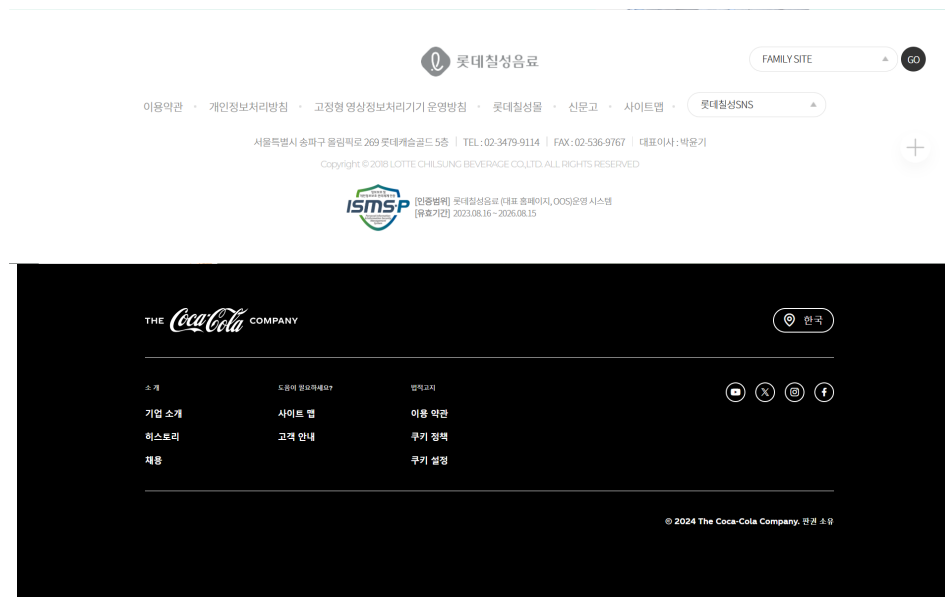 롯데칠성음료
FAMILY SITE
GO
이용약관 개인정보처리방침 고정형 영상정보처리기기 운영방침 롯데칠성몰 신문고 사이트맵 롯데칠성SNS
서울특별시 송파구 올림픽로 269 롯데캐슬골드 5층 | TEL : 02-3479-9114 | FAX : 02-536-9767 | 대표이사 : 박윤기
Copyright © 2018 LOTTE CHILSUNG BEVERAGE CO.,LTD. ALL RIGHTS RESERVED
ISMS-P
[인증범위] 롯데칠성음료 (대표 홈페이지, OOS)운영 시스템
[유효기간] 2023.08.16 ~ 2026.08.15
THE Coca-Cola COMPANY
한국
소개
기업 소개
히스토리
채용
도움이 필요하세요?
사이트 맵
고객 안내
법적고지
이용 약관
쿠키 정책
쿠키 설정
© 2024 The Coca-Cola Company. 판권 소유